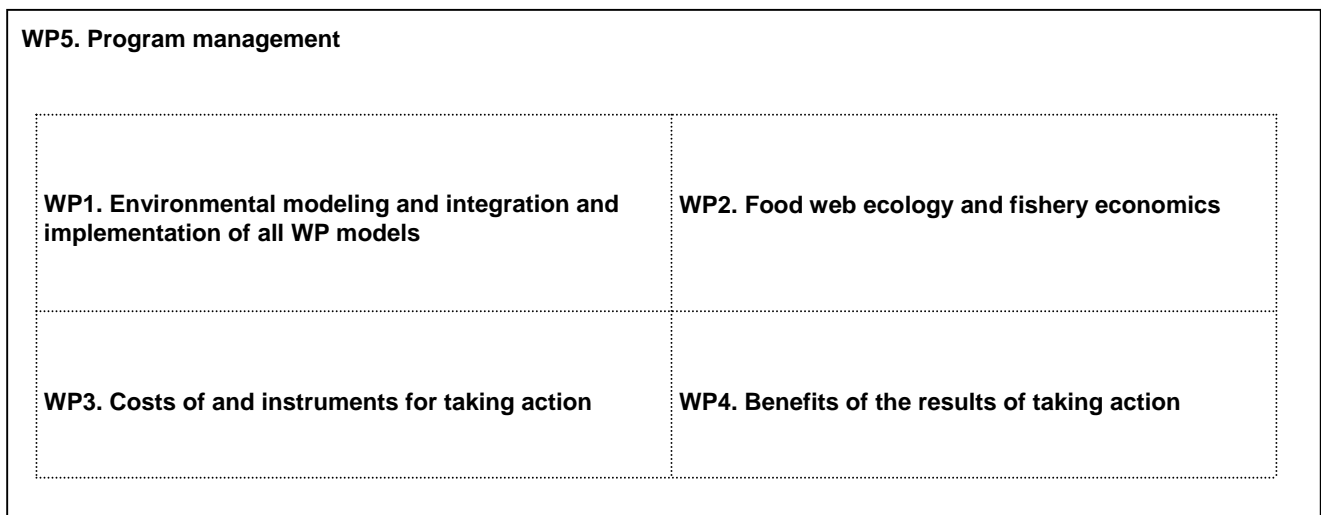 WP5. Program management
WP1. Environmental modeling and integration and
implementation of all WP models
WP2. Food web ecology and fishery economics
WP3. Costs of and instruments for taking action
WP4. Benefits of the results of taking action